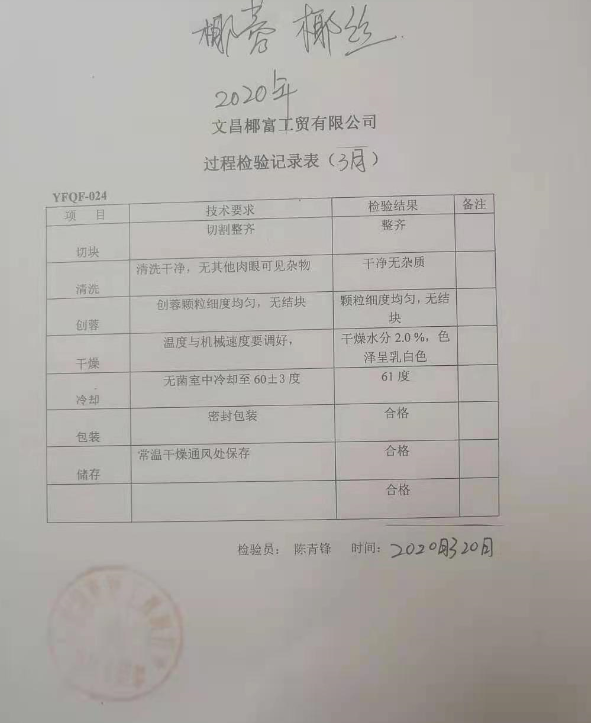 椰蓉 椰丝
2020年
文昌椰富工贸有限公司
过程检验记录表（3月）
YFQF-024
项 目 技术要求 检验结果 备注
切块 切割整齐 整齐
清洗 清洗干净，无其他肉眼可见杂物 干净无杂质
创蓉 创蓉颗粒细度均匀，无结块 颗粒细度均匀，无结块
干燥 温度与机械速度要调好， 干燥水分 2.0 %，色泽呈乳白色
冷却 无菌室中冷却至 60±3 度 61 度
包装 密封包装 合格
储存 常温干燥通风处保存 合格
合格
检验员： 陈青锋 时间：2020月320日